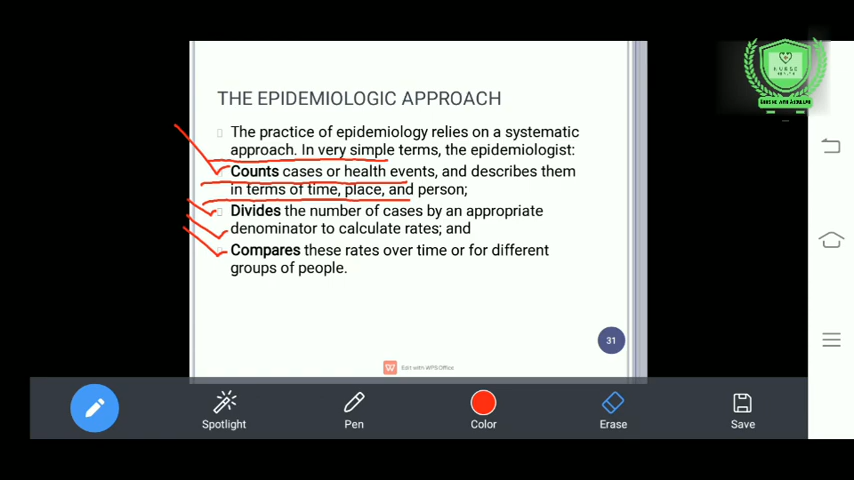 THE EPIDEMIOLOGIC APPROACH
The practice of epidemiology relies on a systematic
approach. In very simple terms, the epidemiologist:
Counts cases or health events, and describes them
in terms of time, place, and person;
Divides the number of cases by an appropriate
denominator to calculate rates; and
Compares these rates over time or for different
groups of people.
31
Edit with WPS Office
Spotlight
Pen
Color
Erase
Save
NURSE